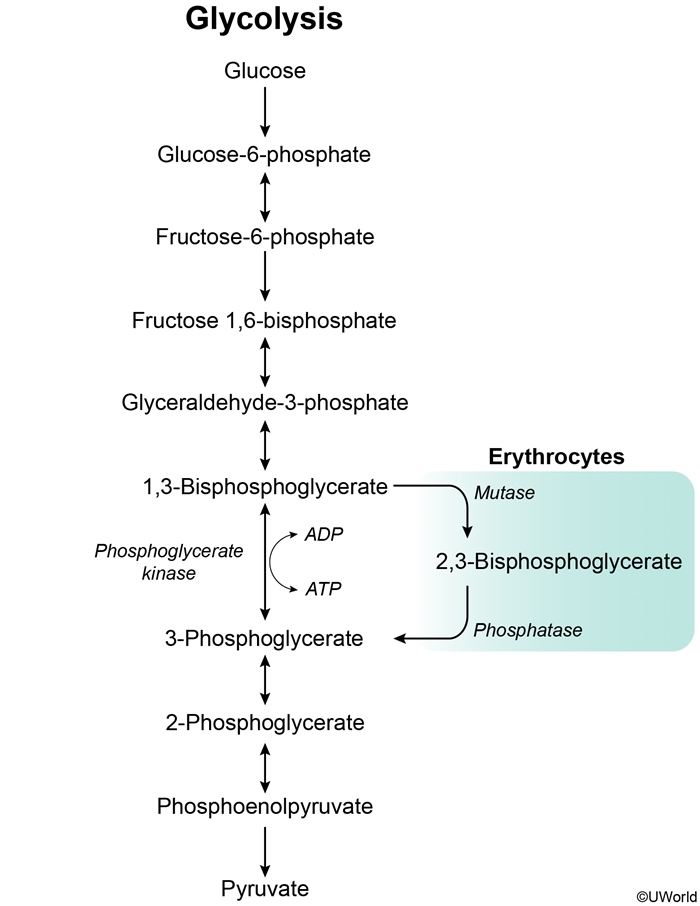 Glycolysis
Glucose
Glucose-6-phosphate
Fructose-6-phosphate
Fructose 1,6-bisphosphate
Glyceraldehyde-3-phosphate
Erythrocytes
1,3-Bisphosphoglycerate
Mutase
ADP
Phosphoglycerate
kinase
2,3-Bisphosphoglycerate
ATP
Phosphatase
3-Phosphoglycerate
2-Phosphoglycerate
Phosphoenolpyruvate
Pyruvate
©UWorld